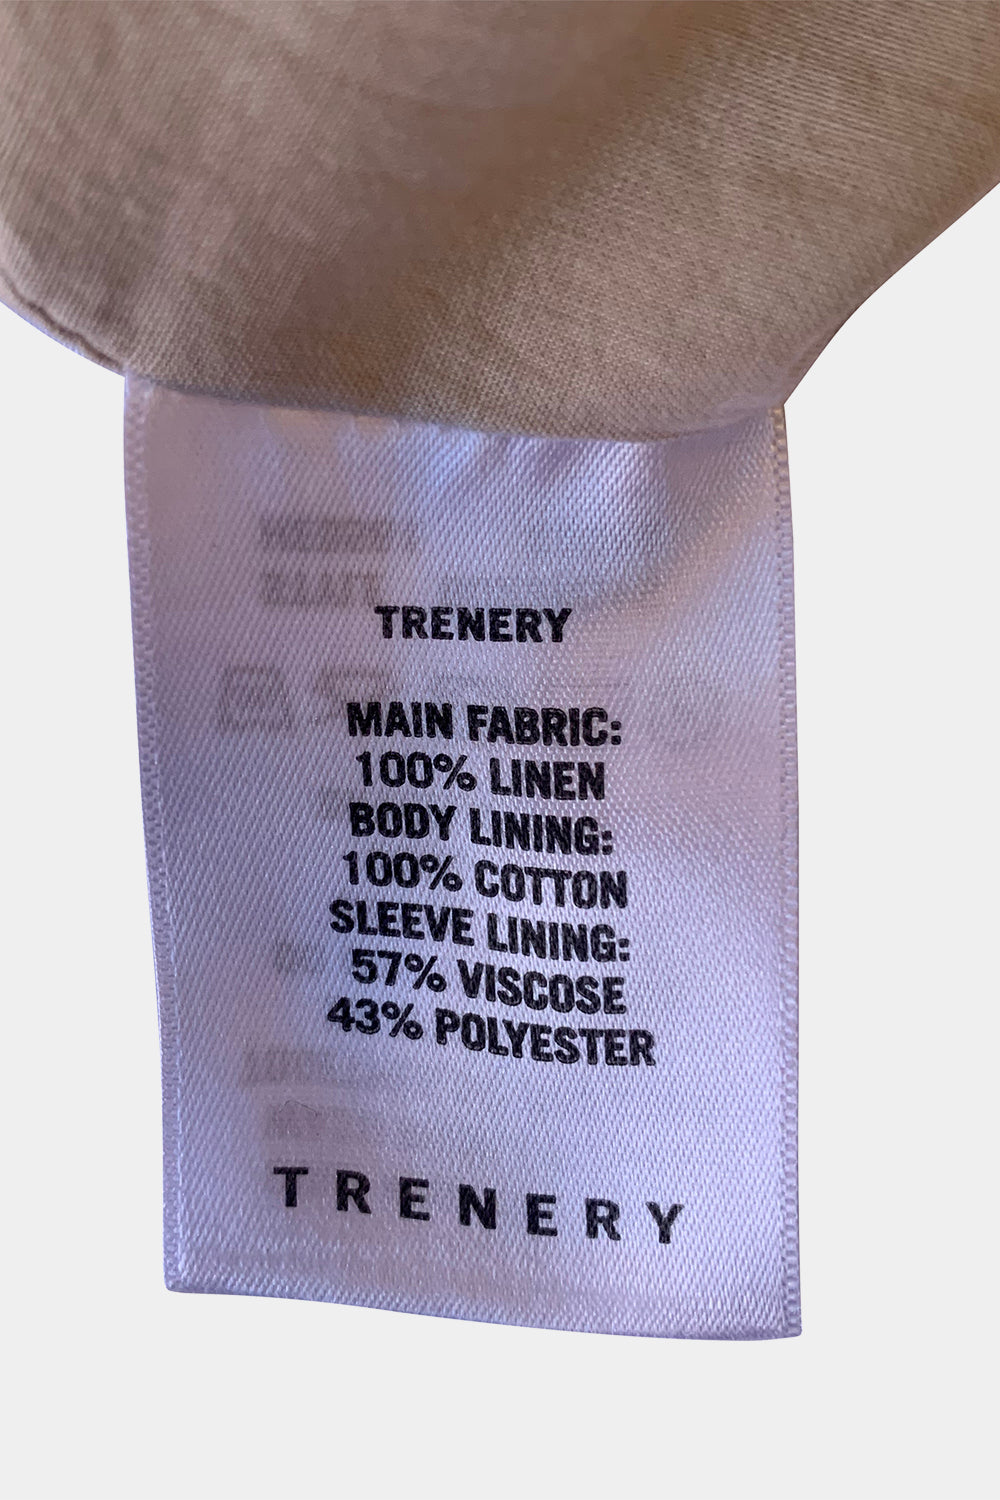 TRENERY
MAIN FABRIC:
100% LINEN
BODY LINING:
100% COTTON
SLEEVE LINING:
57% VISCOSE
43% POLYESTER
TRENERY